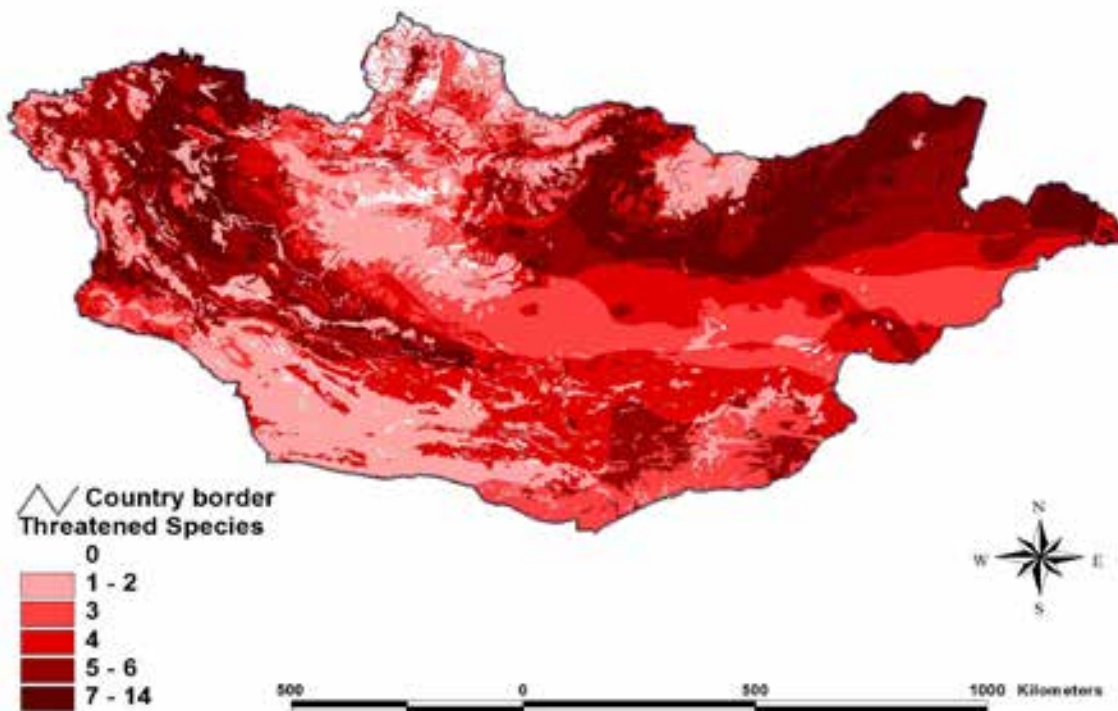 Country border
Threatened Species
0
1 - 2
3
4
5 - 6
7 - 14
N
W E
S
500 0 500 1000 Kilometers